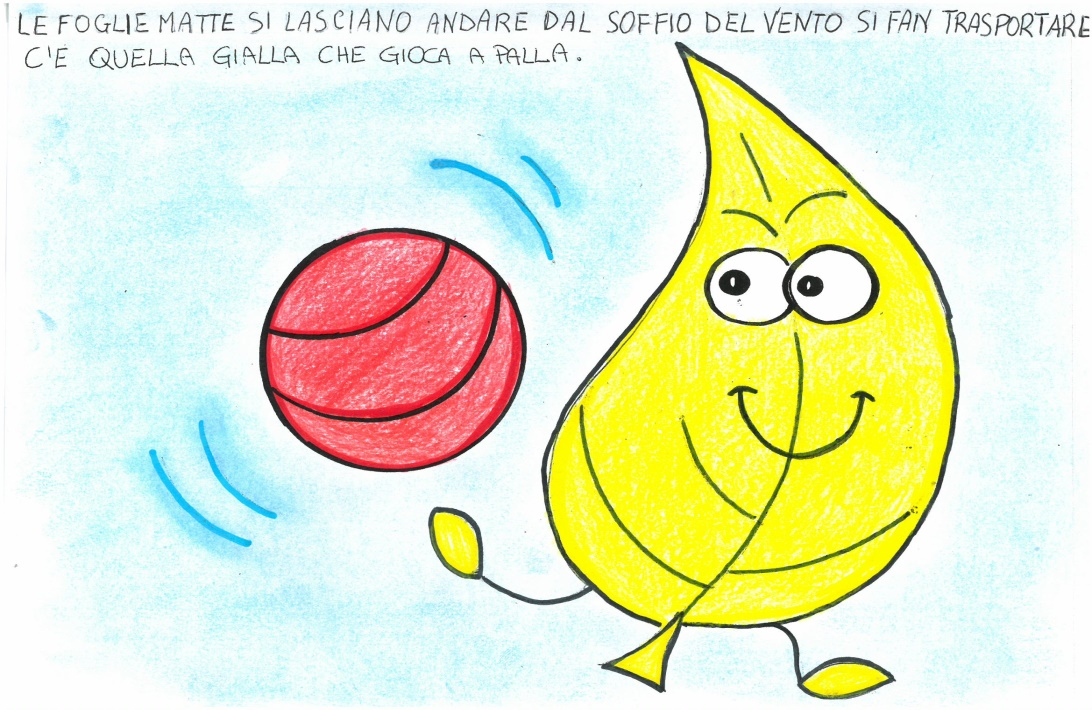 LE FOGLIE MATTE SI LASCIANO ANDARE DAL SOFFIO DEL VENTO SI FAN TRASPORTARE
C'E QUELLA GIALLA CHE GIOCA A PALLA.